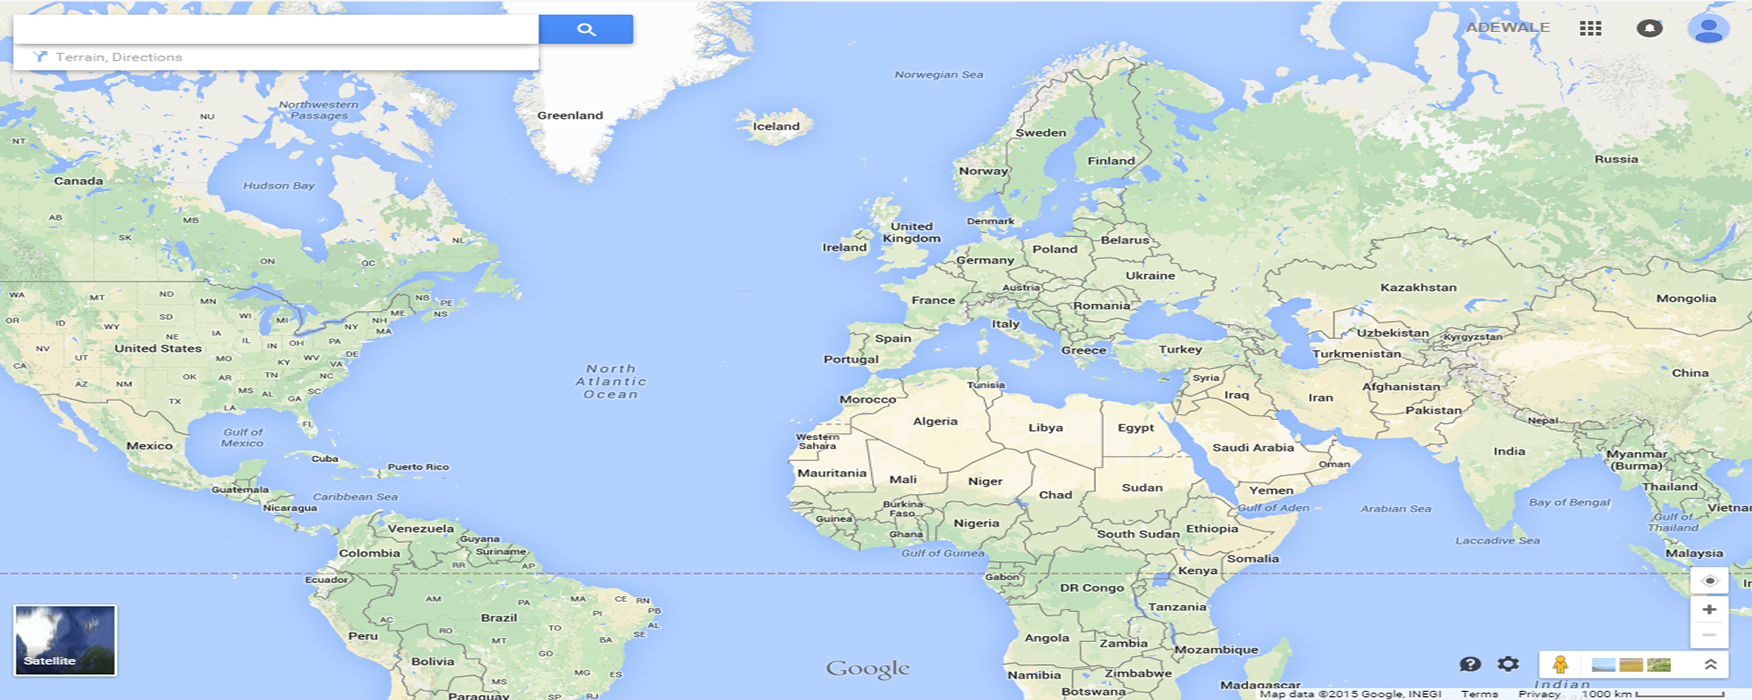 ADEWALE
Terrain, Directions
Greenland
Iceland
Norwegian Sea
Northwestern
Passages
NU
NT
Canada
Hudson Bay
AB
SK
MB
ON
QC
NL
NB
PE
NS
WA
MT
ND
MN
OR
ID
WY
SD
WI
MI
NY
NH
ME
MA
NV
UT
NE
IA
IL
IN
OH
PA
DE
United States
MO
KY
WV
VA
CA
AZ
NM
OK
AR
TN
NC
TX
MS
AL
GA
SC
LA
FL
Mexico
Gulf of
Mexico
Cuba
Puerto Rico
Guatemala
Caribbean Sea
Nicaragua
Venezuela
Guyana
Suriname
Colombia
RR
AP
Ecuador
AM
PA
MA
CE
RN
PB
PI
AL
SE
AC
Brazil
TO
RO
MT
BA
Peru
GO
Bolivia
MG
ES
MS
SP
RJ
Paraguay
North
Atlantic
Ocean
Sweden
Finland
Norway
Russia
Denmark
United
Kingdom
Ireland
Poland
Belarus
Germany
Ukraine
Austria
France
Romania
Italy
Spain
Portugal
Greece
Turkey
Kazakhstan
Mongolia
Uzbekistan
Kyrgyzstan
Turkmenistan
China
Tunisia
Syria
Iraq
Iran
Afghanistan
Pakistan
Morocco
Algeria
Libya
Egypt
Nepal
Western
Sahara
Saudi Arabia
India
Myanmar
(Burma)
Oman
Mauritania
Mali
Niger
Chad
Sudan
Yemen
Thailand
Burkina
Faso
Gulf of Aden
Arabian Sea
Bay of Bengal
Vietnam
Guinea
Ghana
Nigeria
Ethiopia
South Sudan
Gulf of
Thailand
Laccadive Sea
Gulf of Guinea
Somalia
Malaysia
Gabon
DR Congo
Kenya
In
Tanzania
Angola
Zambia
Mozambique
Namibia
Zimbabwe
Botswana
Madagascar
Indian
Satellite
Google
Map data ©2015 Google, INEGI
Terms
Privacy
1000 km